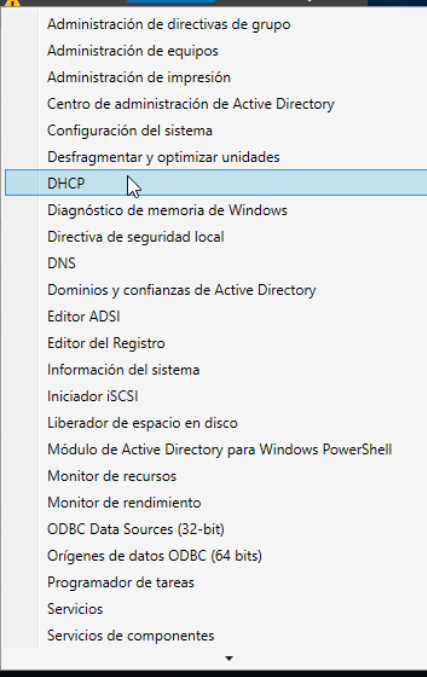 Administración de directivas de grupo
Administración de equipos
Administración de impresión
Centro de administración de Active Directory
Configuración del sistema
Desfragmentar y optimizar unidades
DHCP
Diagnóstico de memoria de Windows
Directiva de seguridad local
DNS
Dominios y confianzas de Active Directory
Editor ADSI
Editor del Registro
Información del sistema
Iniciador iSCSI
Liberador de espacio en disco
Módulo de Active Directory para Windows PowerShell
Monitor de recursos
Monitor de rendimiento
ODBC Data Sources (32-bit)
Orígenes de datos ODBC (64 bits)
Programador de tareas
Servicios
Servicios de componentes